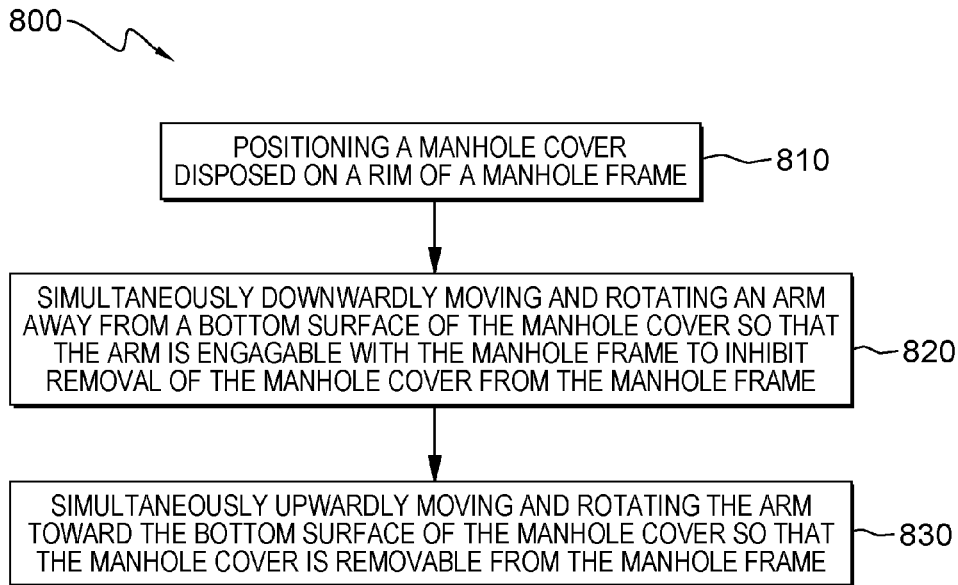 800
POSITIONING A MANHOLE COVER
DISPOSED ON A RIM OF A MANHOLE FRAME
810
SIMULTANEOUSLY DOWNWARDLY MOVING AND ROTATING AN ARM
AWAY FROM A BOTTOM SURFACE OF THE MANHOLE COVER SO THAT
THE ARM IS ENGAGABLE WITH THE MANHOLE FRAME TO INHIBIT
REMOVAL OF THE MANHOLE COVER FROM THE MANHOLE FRAME
820
SIMULTANEOUSLY UPWARDLY MOVING AND ROTATING THE ARM
TOWARD THE BOTTOM SURFACE OF THE MANHOLE COVER SO THAT
THE MANHOLE COVER IS REMOVABLE FROM THE MANHOLE FRAME
830